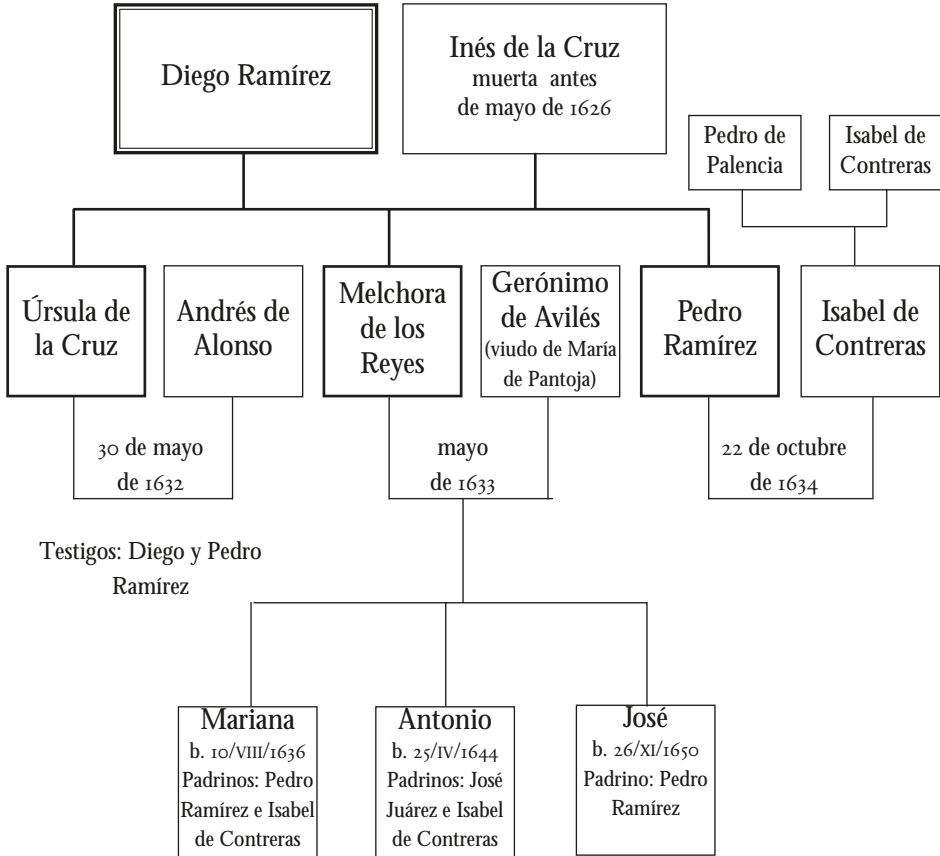 Diego Ramírez
Inés de la Cruz
muerta antes
de mayo de 1626
Pedro de
Palencia
Isabel de
Contreras
Úrsula de
la Cruz
Andrés de
Alonso
Melchora
de los
Reyes
Gerónimo
de Avilés
(viudo de María
de Pantoja)
Pedro
Ramírez
Isabel de
Contreras
30 de mayo
de 1632
mayo
de 1633
22 de octubre
de 1634
Testigos: Diego y Pedro
Ramírez
Mariana
b. 10/VIII/1636
Padrinos: Pedro
Ramírez e Isabel
de Contreras
Antonio
b. 25/IV/1644
Padrinos: José
Juárez e Isabel
de Contreras
José
b. 26/XI/1650
Padrino: Pedro
Ramírez